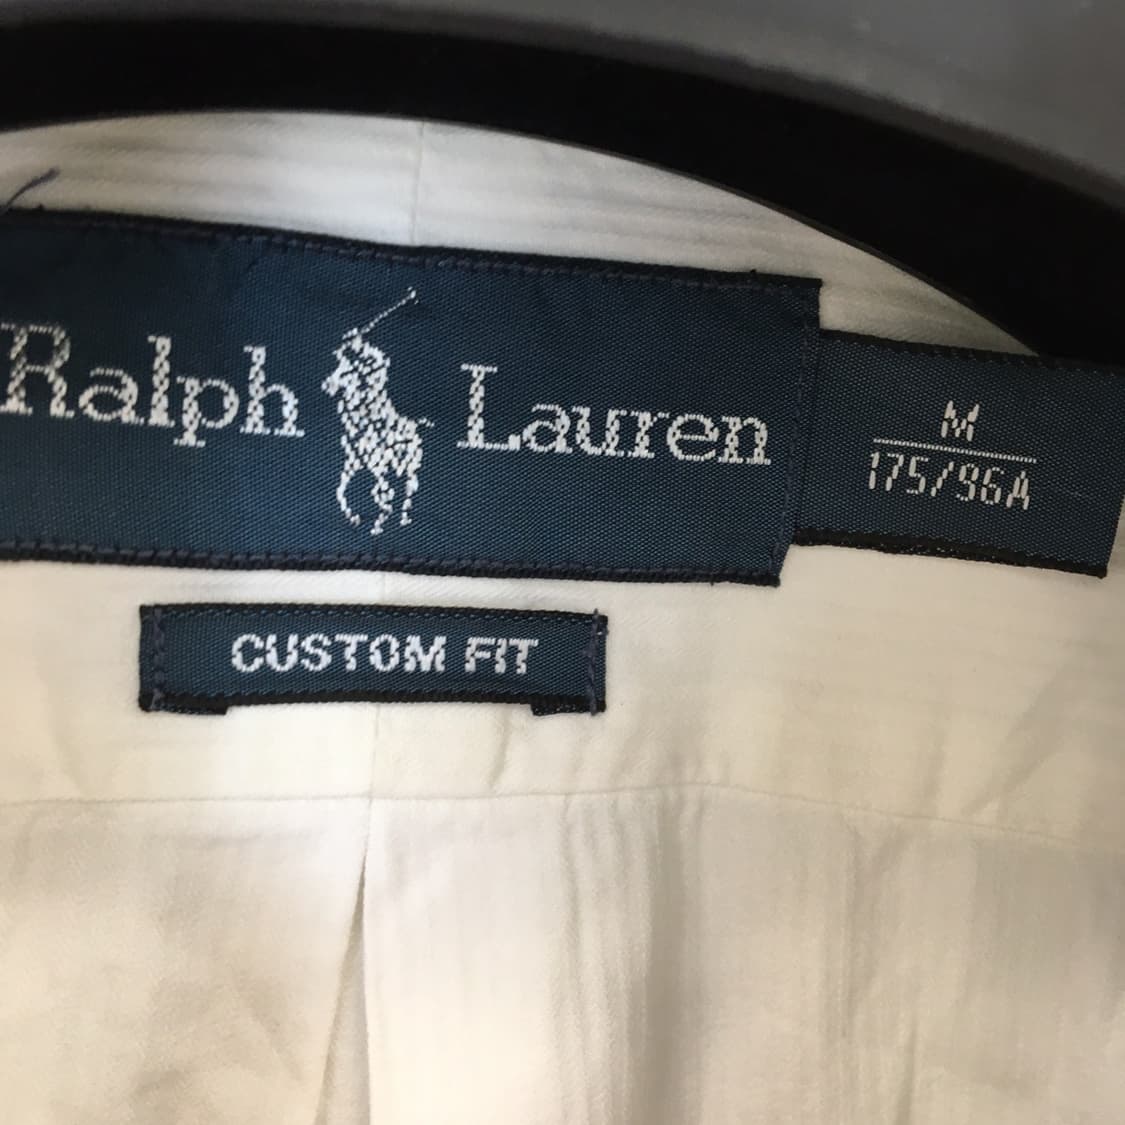 Ralph Lauren
M
175/96A
CUSTOM FIT